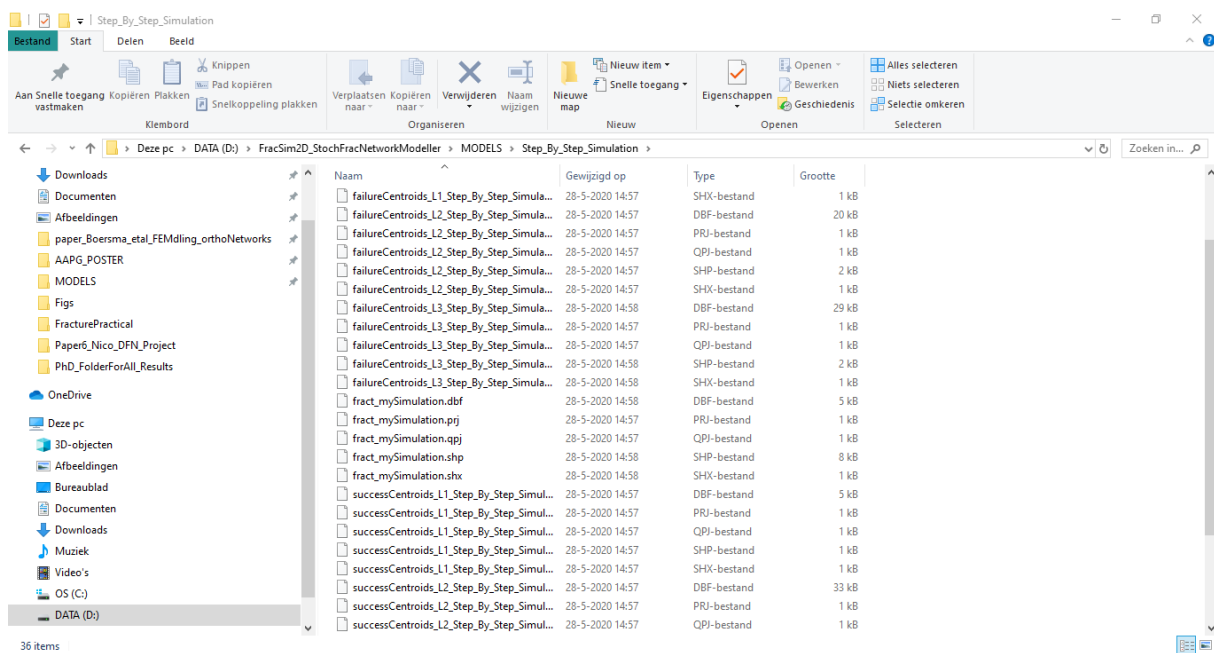 Step_By_Step_Simulation
Bestand Start Delen Beeld
Aan Snelle toegang vastmaken
Kopiëren
Plakken
Knippen
Pad kopiëren
Snelkoppeling plakken
Klembord
Verplaatsen naar
Kopiëren naar
Verwijderen
Naam wijzigen
Organiseren
Nieuwe map
Nieuw item
Snelle toegang
Nieuw
Eigenschappen
Openen
Bewerken
Geschiedenis
Openen
Alles selecteren
Niets selecteren
Selectie omkeren
Selecteren
Deze pc > DATA (D:) > FracSim2D_StochFracNetworkModeller > MODELS > Step_By_Step_Simulation >
Zoeken in...
Downloads
Documenten
Afbeeldingen
paper_Boersma_etal_FEMdling_orthoNetworks
AAPG_POSTER
MODELS
Figs
FracturePractical
Paper6_Nico_DFN_Project
PhD_FolderForAll_Results
OneDrive
Deze pc
3D-objecten
Afbeeldingen
Bureaublad
Documenten
Downloads
Muziek
Video's
OS (C:)
DATA (D:)
Naam Gewijzigd op Type Grootte
failureCentroids_L1_Step_By_Step_Simula... 28-5-2020 14:57 SHX-bestand 1 kB
failureCentroids_L2_Step_By_Step_Simula... 28-5-2020 14:57 DBF-bestand 20 kB
failureCentroids_L2_Step_By_Step_Simula... 28-5-2020 14:57 PRJ-bestand 1 kB
failureCentroids_L2_Step_By_Step_Simula... 28-5-2020 14:57 QPJ-bestand 1 kB
failureCentroids_L2_Step_By_Step_Simula... 28-5-2020 14:57 SHP-bestand 2 kB
failureCentroids_L2_Step_By_Step_Simula... 28-5-2020 14:57 SHX-bestand 1 kB
failureCentroids_L3_Step_By_Step_Simula... 28-5-2020 14:58 DBF-bestand 29 kB
failureCentroids_L3_Step_By_Step_Simula... 28-5-2020 14:57 PRJ-bestand 1 kB
failureCentroids_L3_Step_By_Step_Simula... 28-5-2020 14:57 QPJ-bestand 1 kB
failureCentroids_L3_Step_By_Step_Simula... 28-5-2020 14:58 SHP-bestand 2 kB
failureCentroids_L3_Step_By_Step_Simula... 28-5-2020 14:58 SHX-bestand 1 kB
fract_mySimulation.dbf 28-5-2020 14:58 DBF-bestand 5 kB
fract_mySimulation.prj 28-5-2020 14:57 PRJ-bestand 1 kB
fract_mySimulation.qpj 28-5-2020 14:57 QPJ-bestand 1 kB
fract_mySimulation.shp 28-5-2020 14:58 SHP-bestand 8 kB
fract_mySimulation.shx 28-5-2020 14:58 SHX-bestand 1 kB
successCentroids_L1_Step_By_Step_Simul... 28-5-2020 14:57 DBF-bestand 5 kB
successCentroids_L1_Step_By_Step_Simul... 28-5-2020 14:57 PRJ-bestand 1 kB
successCentroids_L1_Step_By_Step_Simul... 28-5-2020 14:57 QPJ-bestand 1 kB
successCentroids_L1_Step_By_Step_Simul... 28-5-2020 14:57 SHP-bestand 1 kB
successCentroids_L1_Step_By_Step_Simul... 28-5-2020 14:57 SHX-bestand 1 kB
successCentroids_L2_Step_By_Step_Simul... 28-5-2020 14:57 DBF-bestand 33 kB
successCentroids_L2_Step_By_Step_Simul... 28-5-2020 14:57 PRJ-bestand 1 kB
successCentroids_L2_Step_By_Step_Simul... 28-5-2020 14:57 QPJ-bestand 1 kB
36 items